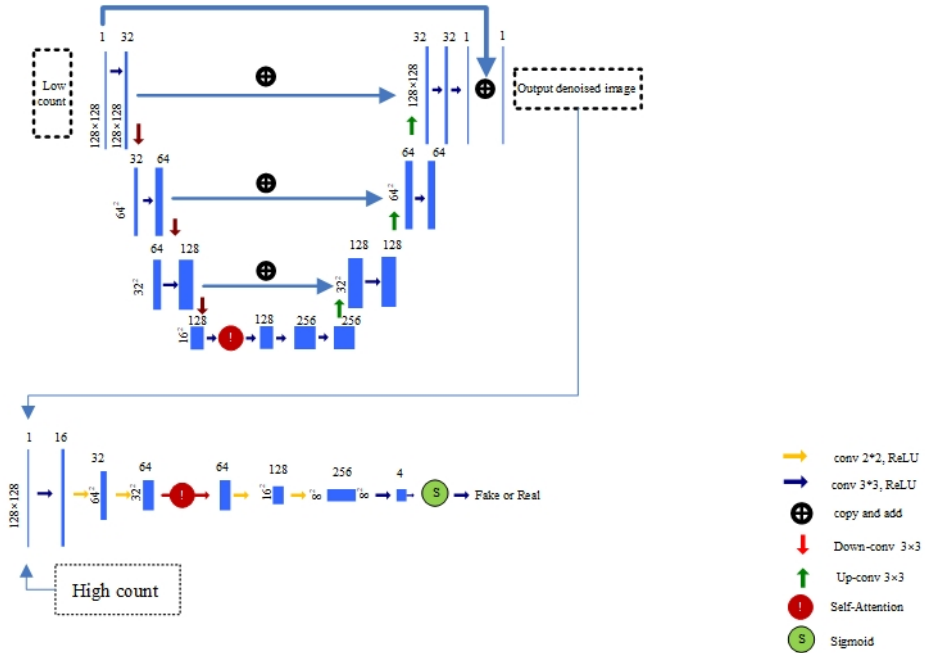 1 32
32 32 1 1
Low
count
128×128
128×128
128×128
Output denoised image
32 64
64²
64 64
64²
64 128
32²
128 128
32²
128
16²
!
128
256
256
1 16
128×128
32
64²
64
32²
!
64
128
16²
256
8²
8²
4
S
Fake or Real
High count
conv 2*2, ReLU
conv 3*3, ReLU
copy and add
Down-conv 3×3
Up-conv 3×3
! Self-Attention
S Sigmoid